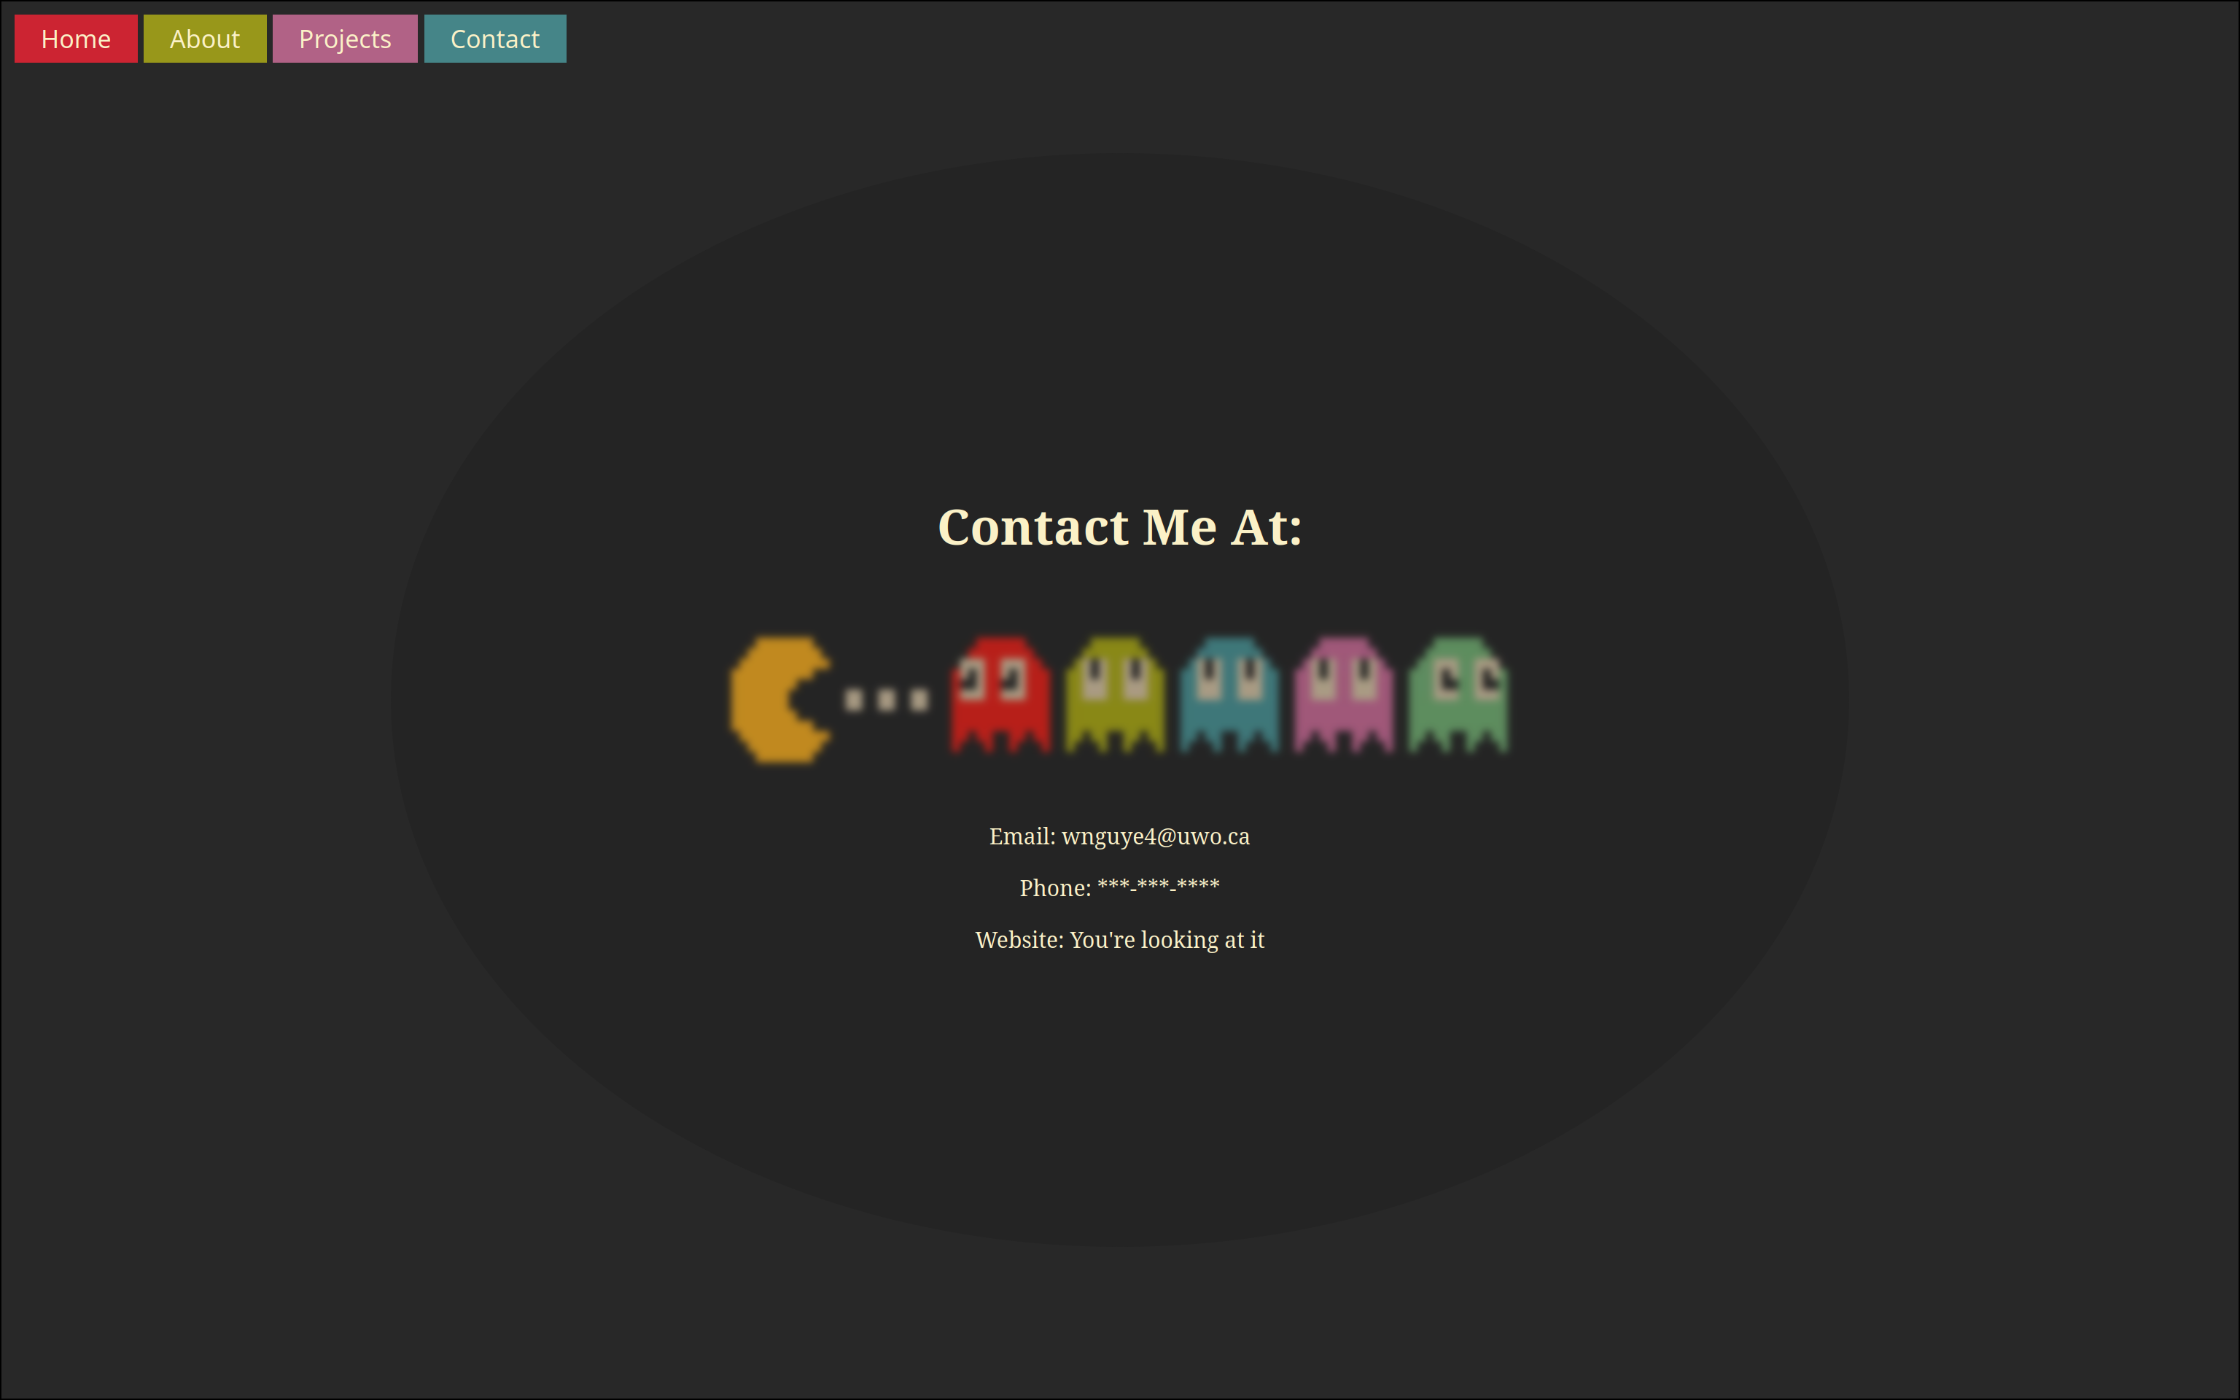 Home About Projects Contact
Contact Me At:
Email: wnguye4@uwo.ca
Phone: ***-***-****
Website: You're looking at it